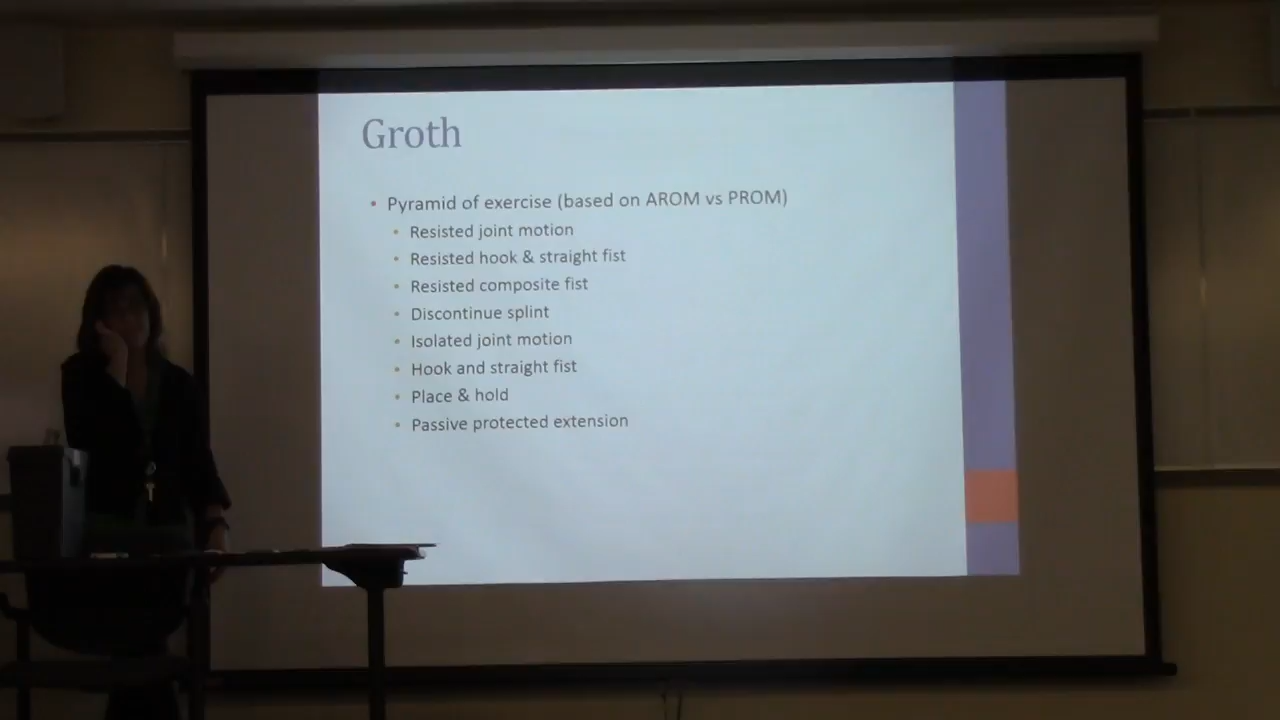 Groth
• Pyramid of exercise (based on AROM vs PROM)
• Resisted joint motion
• Resisted hook & straight fist
• Resisted composite fist
• Discontinue splint
• Isolated joint motion
• Hook and straight fist
• Place & hold
• Passive protected extension